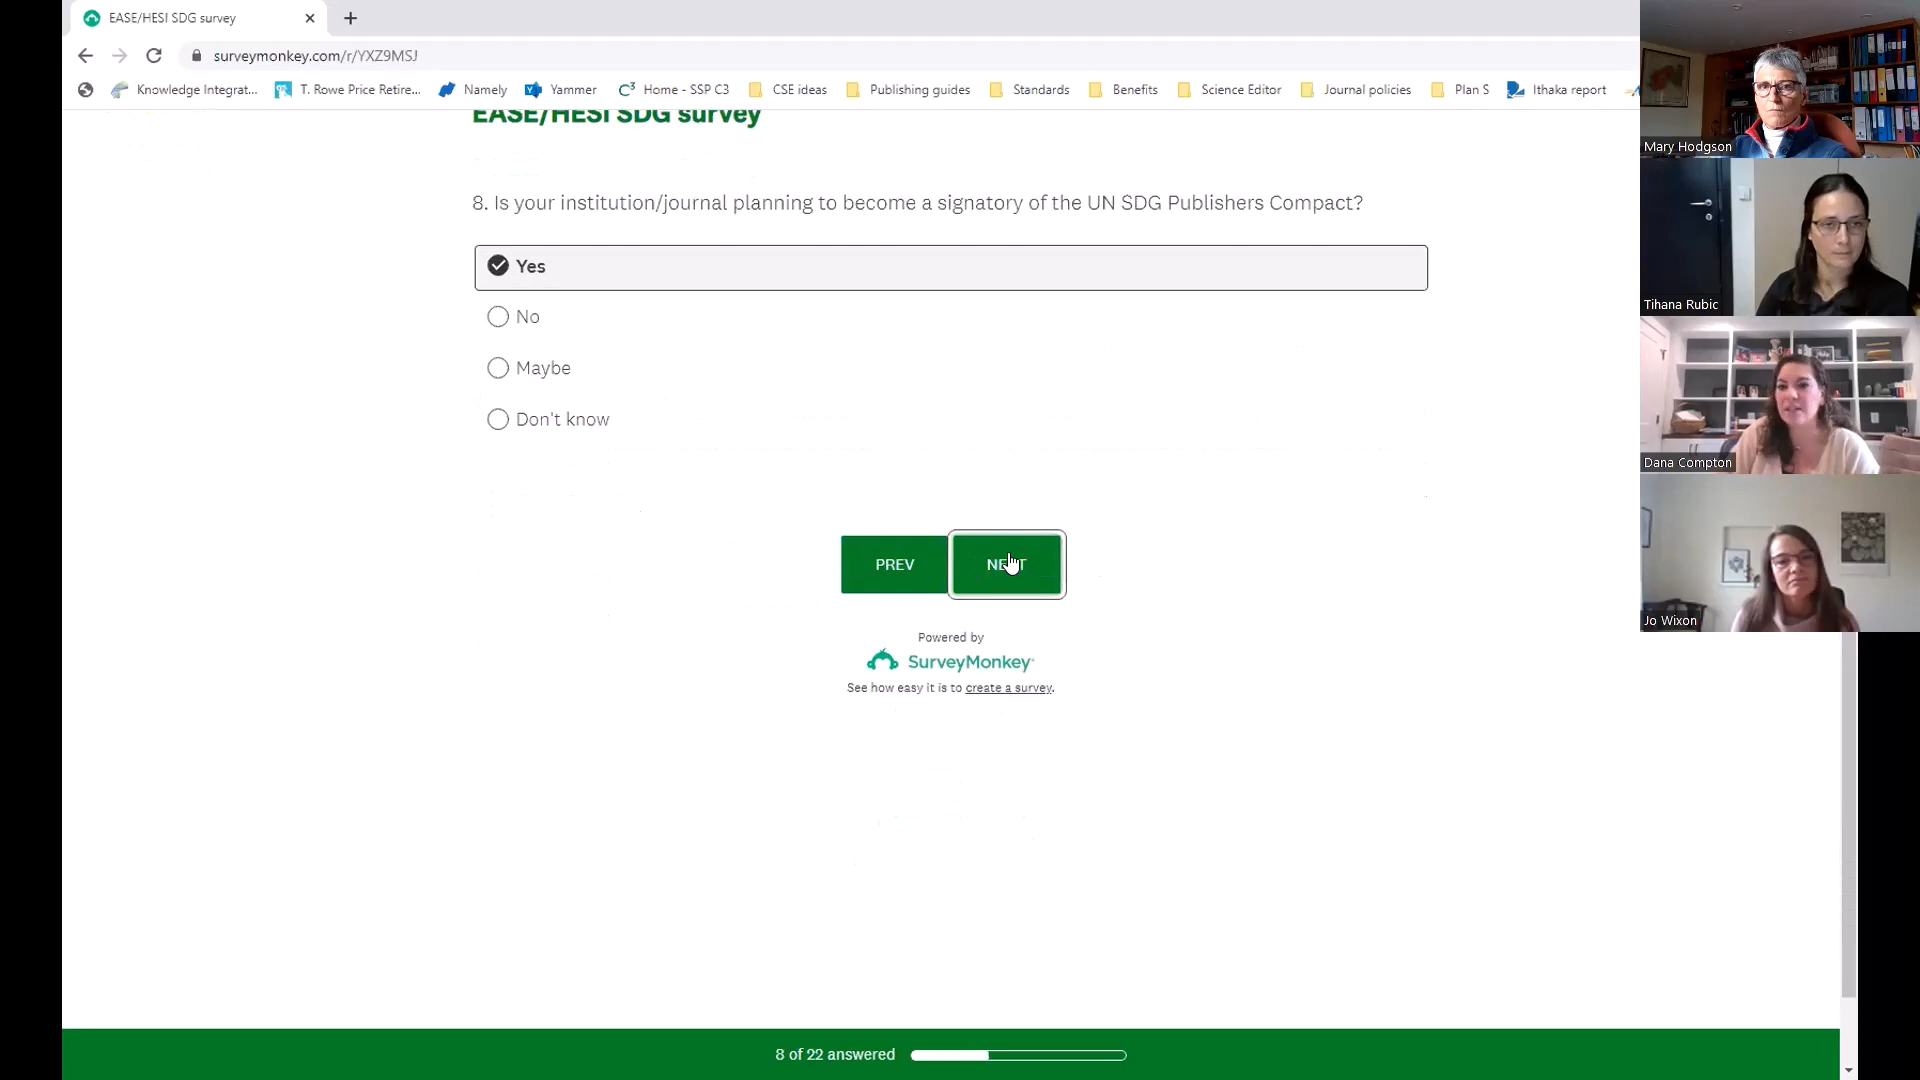 EASE/HESI SDG survey
surveymonkey.com/r/YXZ9MSJ
Knowledge Integrat... T. Rowe Price Retire... Namely Yammer Home - SSP C3 CSE ideas Publishing guides Standards Benefits Science Editor Journal policies Plan S Ithaka report
EASE/HESI SDG survey
8. Is your institution/journal planning to become a signatory of the UN SDG Publishers Compact?
Yes
No
Maybe
Don't know
PREV
NEXT
Powered by
SurveyMonkey
See how easy it is to create a survey.
8 of 22 answered
Mary Hodgson
Tihana Rubic
Dana Compton
Jo Wixon